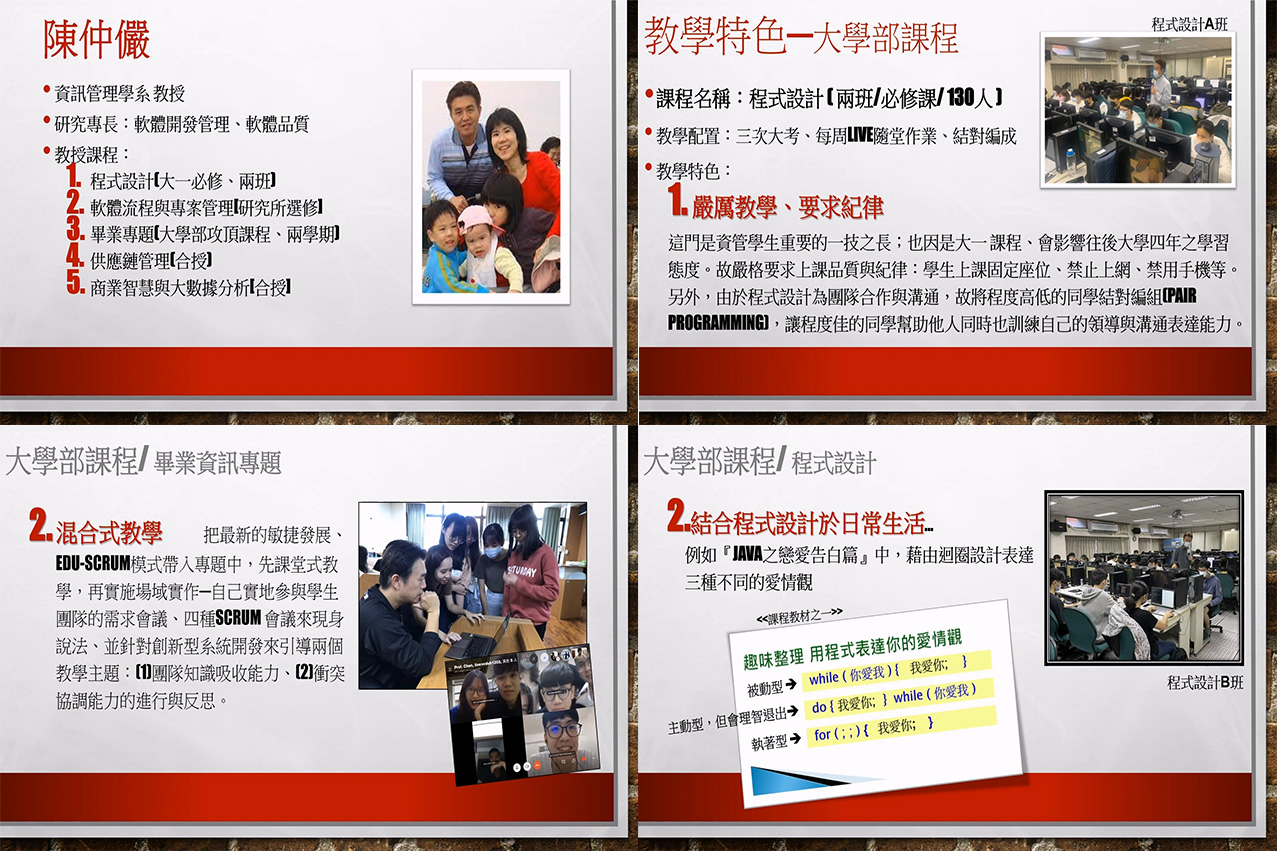 陳仲儼
•資訊管理學系 教授
•研究專長：軟體開發管理、軟體品質
•教授課程：
1. 程式設計(大一必修、兩班)
2. 軟體流程與專案管理[研究所選修]
3. 畢業專題(大學部攻頂課程、兩學期)
4. 供應鏈管理(合授)
5. 商業智慧與大數據分析[合授]
教學特色—大學部課程
程式設計A班
•課程名稱：程式設計 ( 兩班/必修課/ 130人 )
•教學配置：三次大考、每周LIVE隨堂作業、結對編成
•教學特色：
1. 嚴厲教學、要求紀律
這門是資管學生重要的一技之長；也因是大一 課程、會影響往後大學四年之學習
態度。故嚴格要求上課品質與紀律：學生上課固定座位、禁止上網、禁用手機等。
另外，由於程式設計為團隊合作與溝通，故將程度高低的同學結對編組(PAIR
PROGRAMMING)，讓程度佳的同學幫助他人同時也訓練自己的領導與溝通表達能力。
大學部課程/ 畢業資訊專題
2. 混合式教學 把最新的敏捷發展、
EDU-SCRUM模式帶入專題中，先課堂式教
學，再實施場域實作—自己實地參與學生
團隊的需求會議、四種SCRUM 會議來現身
說法、並針對創新型系統開發來引導兩個
教學主題：(1)團隊知識吸收能力、(2)衝突
協調能力的進行與反思。
SATURDAY
大學部課程/ 程式設計
2.結合程式設計於日常生活...
例如『JAVA之戀愛告白篇』中，藉由迴圈設計表達
三種不同的愛情觀
<<課程教材之一>>
趣味整理 用程式表達你的愛情觀
被動型➔ while ( 你愛我 ) { 我愛你; }
主動型，但會理智退出➔ do { 我愛你; } while ( 你愛我 )
執著型➔ for ( ; ; ) { 我愛你; }
程式設計B班